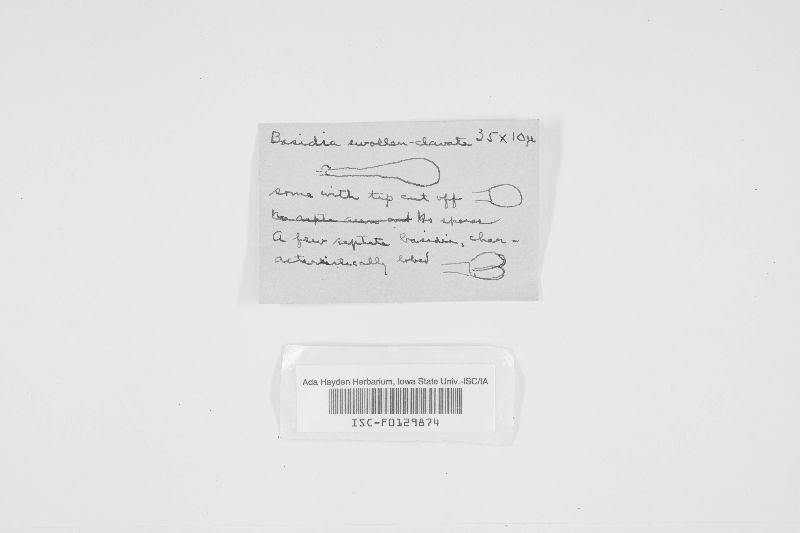 Basidia swollen-clavate 35×10µ
some with tip cut off
No septa seen and No spores
A few septate basidia, char-
acteristically lobed
Ada Hayden Herbarium, Iowa State Univ.-ISC/IA
ISC-F0129874